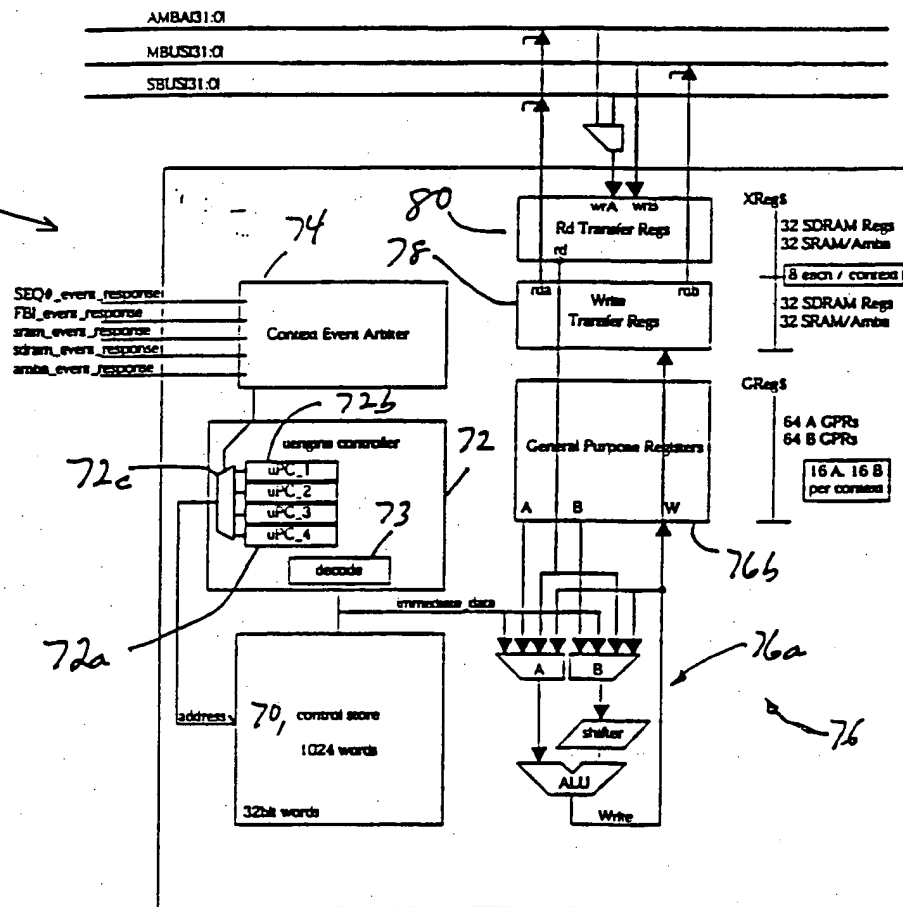 AMBA[31:0]
MBUS[31:0]
SBUS[31:0]
wrA wrB
Rd Transfer Regs
rd
80
XRegs
32 SDRAM Regs
32 SRAM/Amba
8 each / context
32 SDRAM Regs
32 SRAM/Amba
74
78
rda
rdb
Write
Transfer Regs
SEQ#_event_response
FBI_event_response
sram_event_response
sdram_event_response
amba_event_response
Context Event Arbiter
GRegs
64 A GPRs
64 B GPRs
16 A, 16 B
per context
General Purpose Registers
A
B
W
76b
72b
72
72c
controller
uPC_1
uPC_2
uPC_3
uPC_4
73
decode
72a
immediate data
A
B
76a
76
shifter
ALU
Write
address
70,
control store
1024 words
32bit words